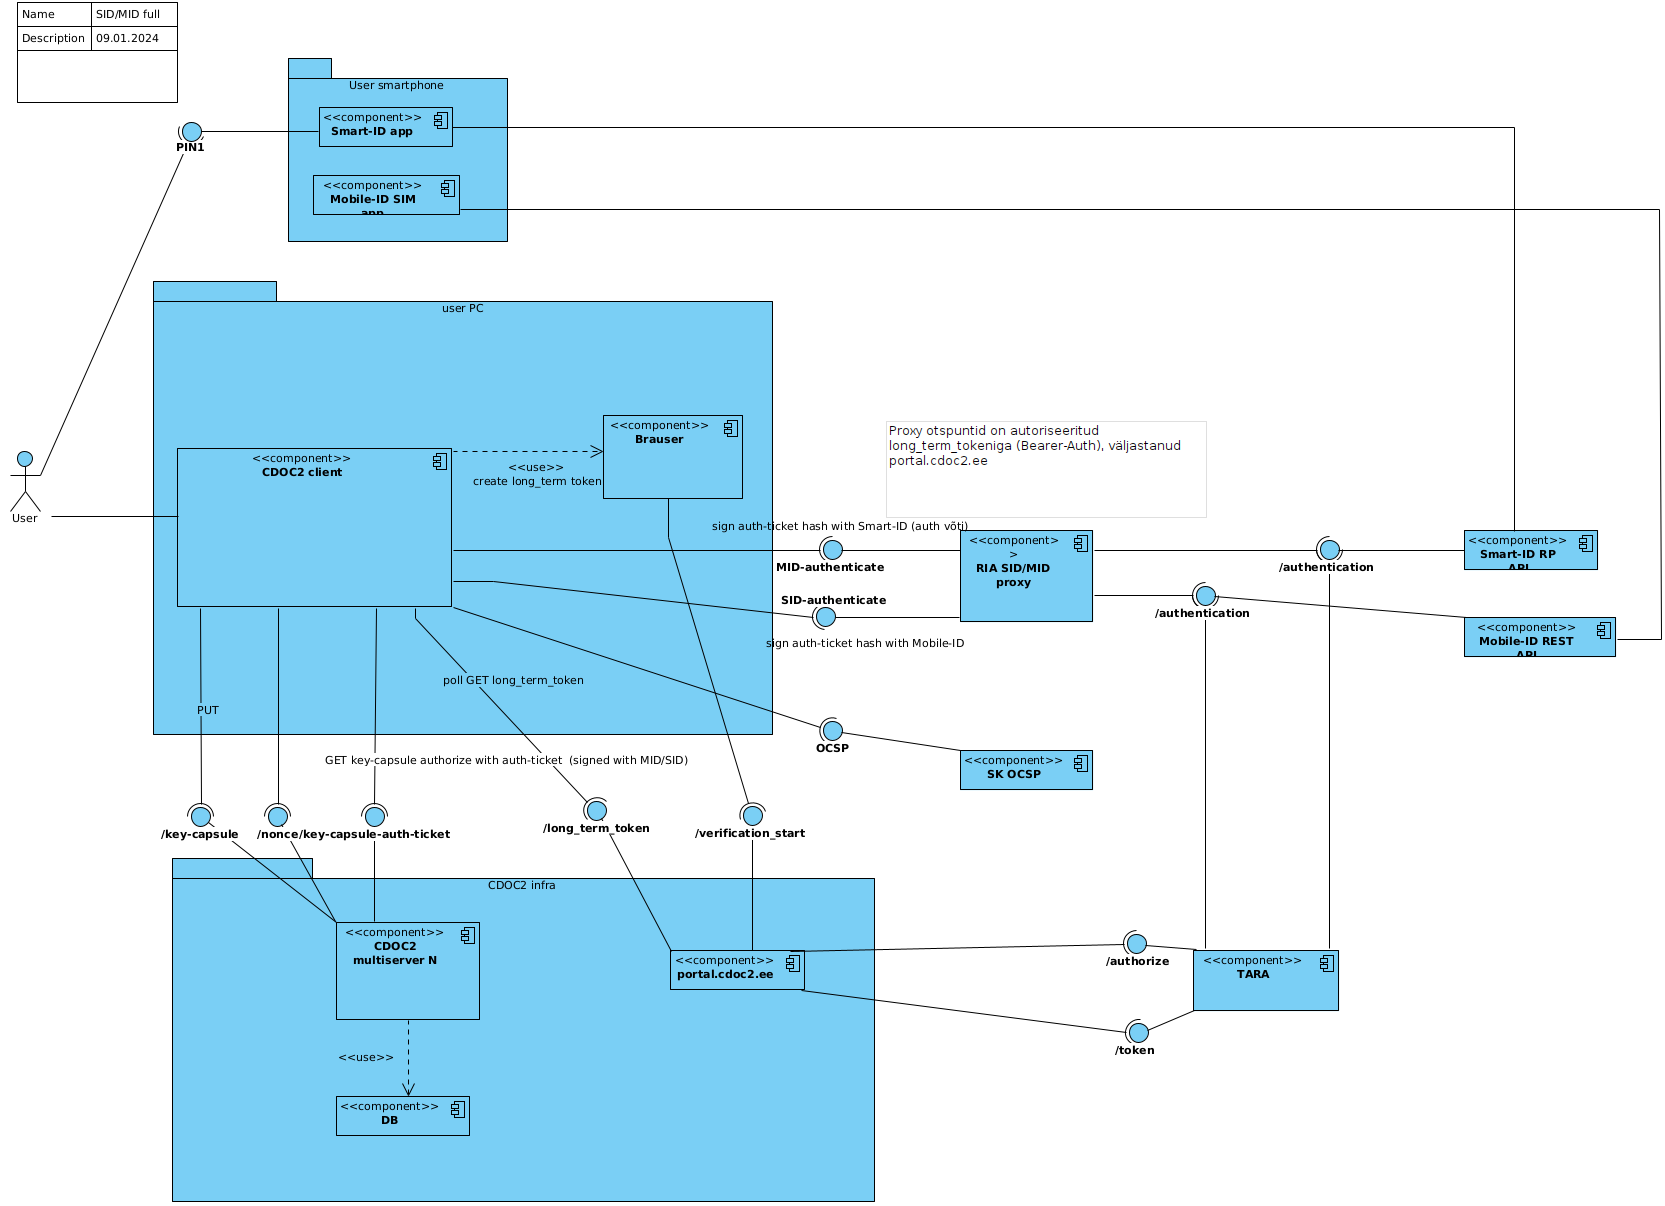 Name SID/MID full
Description 09.01.2024
User smartphone
<<component>>
Smart-ID app
PIN1
<<component>>
Mobile-ID SIM
app
user PC
<<component>>
Brauser
<<component>>
CDOC2 client
<<use>>
create long_term token
Proxy otspuntid on autoriseeritud
long_term_tokeniga (Bearer-Auth), väljastanud
portal.cdoc2.ee
User
sign auth-ticket hash with Smart-ID (auth võti)
MID-authenticate
<<component>
>
RIA SID/MID
proxy
/authentication
<<component>>
Smart-ID RP
API
SID-authenticate
/authentication
sign auth-ticket hash with Mobile-ID
<<component>>
Mobile-ID REST
API
poll GET long_term_token
PUT
OCSP
GET key-capsule authorize with auth-ticket  (signed with MID/SID)
<<component>>
SK OCSP
/key-capsule
/nonce
/key-capsule-auth-ticket
/long_term_token
/verification_start
CDOC2 infra
<<component>>
CDOC2
multiserver N
<<component>>
portal.cdoc2.ee
/authorize
<<component>>
TARA
/token
<<use>>
<<component>>
DB